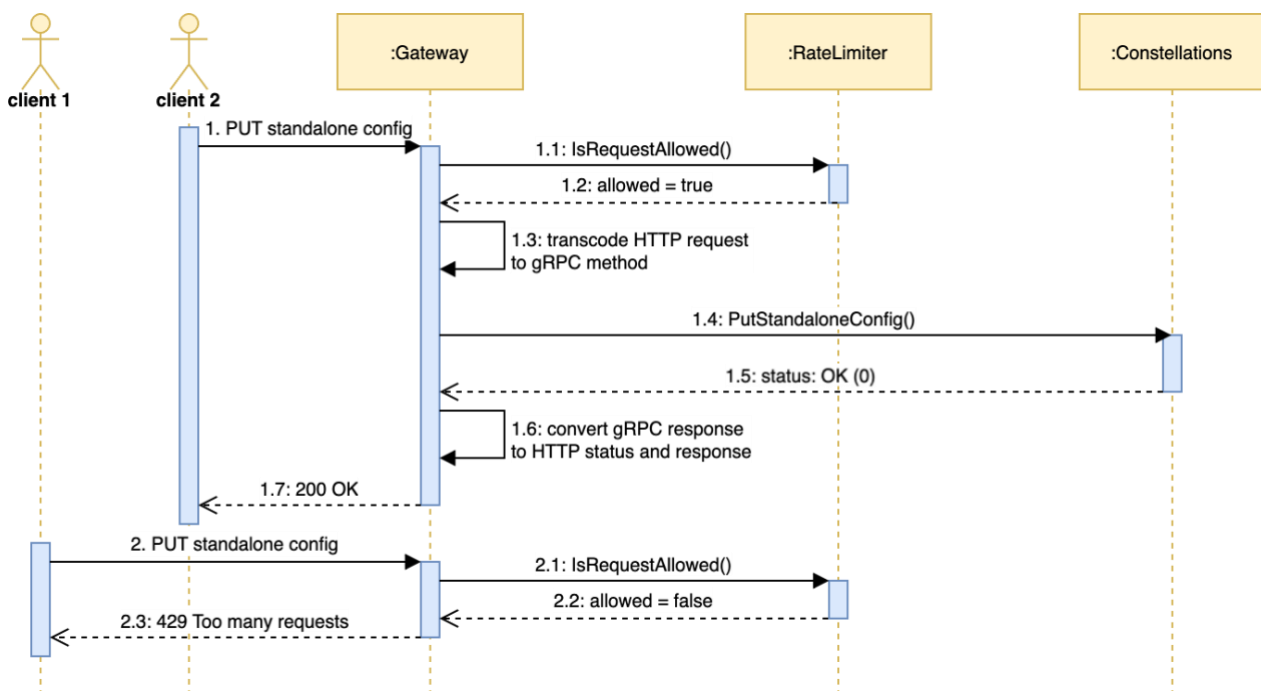 :Gateway
:RateLimiter
:Constellations
client 1
client 2
1. PUT standalone config
1.1: IsRequestAllowed()
1.2: allowed = true
1.3: transcode HTTP request
to gRPC method
1.4: PutStandaloneConfig()
1.5: status: OK (0)
1.6: convert gRPC response
to HTTP status and response
1.7: 200 OK
2. PUT standalone config
2.1: IsRequestAllowed()
2.2: allowed = false
2.3: 429 Too many requests